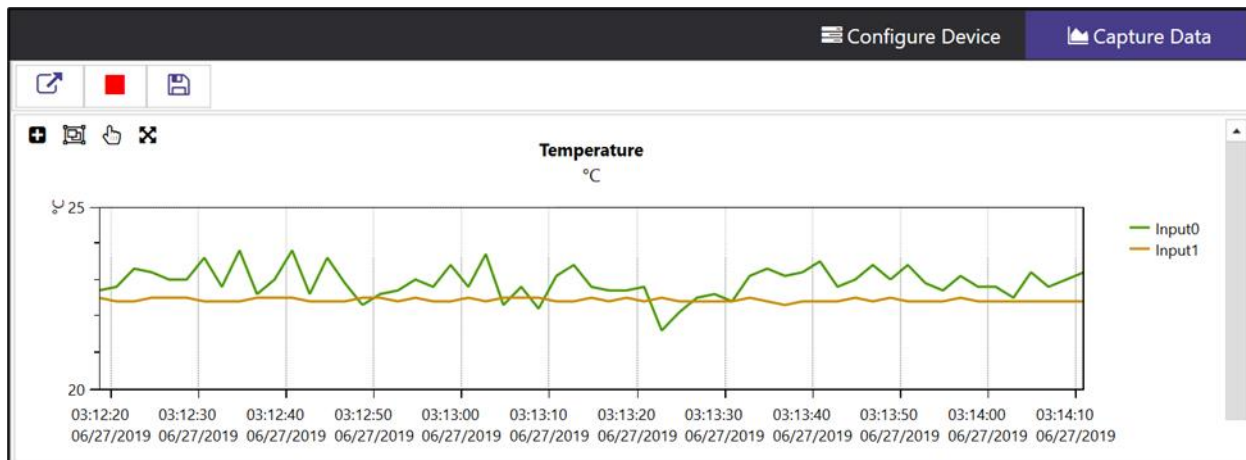 Configure Device
Capture Data
Temperature
°C
°C
25
20
Input0
Input1
03:12:20 03:12:30 03:12:40 03:12:50 03:13:00 03:13:10 03:13:20 03:13:30 03:13:40 03:13:50 03:14:00 03:14:10
06/27/2019 06/27/2019 06/27/2019 06/27/2019 06/27/2019 06/27/2019 06/27/2019 06/27/2019 06/27/2019 06/27/2019 06/27/2019 06/27/2019